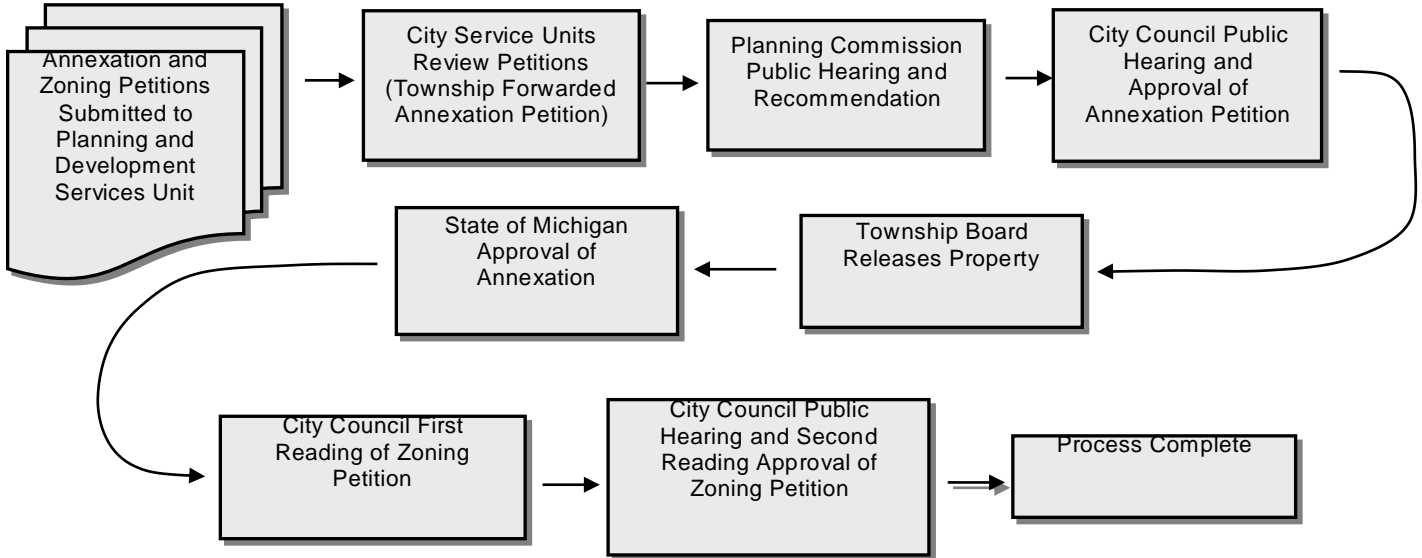 Annexation and
Zoning Petitions
Submitted to
Planning and
Development
Services Unit
City Service Units
Review Petitions
(Township Forwarded
Annexation Petition)
Planning Commission
Public Hearing and
Recommendation
City Council Public
Hearing and
Approval of
Annexation Petition
Township Board
Releases Property
State of Michigan
Approval of
Annexation
City Council First
Reading of Zoning
Petition
City Council Public
Hearing and Second
Reading Approval of
Zoning Petition
Process Complete